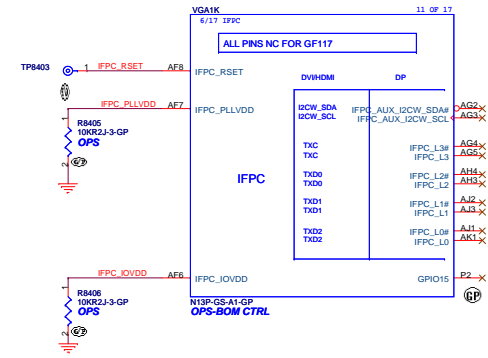 VGA1K 11 OF 17
6/17 IFPC
ALL PINS NC FOR GF117
TP8403 1 IFPC_RSET AF8 IFPC_RSET
DVI/HDMI DP
IFPC_PLLVDD AF7 IFPC_PLLVDD
I2CW_SDA IFPC_AUX_I2CW_SDA# AG2
I2CW_SCL IFPC_AUX_I2CW_SCL AG3
1
R8405
10KR2J-3-GP
OPS
2
TXC IFPC_L3# AG4
TXC IFPC_L3 AG5
IFPC
TXD0 IFPC_L2# AH4
TXD0 IFPC_L2 AH3
TXD1 IFPC_L1# AJ2
TXD1 IFPC_L1 AJ3
TXD2 IFPC_L0# AJ1
TXD2 IFPC_L0 AK1
IFPC_IOVDD AF6 IFPC_IOVDD
GPIO15 P2
GP
1
R8406
10KR2J-3-GP
OPS
2
N13P-GS-A1-GP
OPS-BOM CTRL